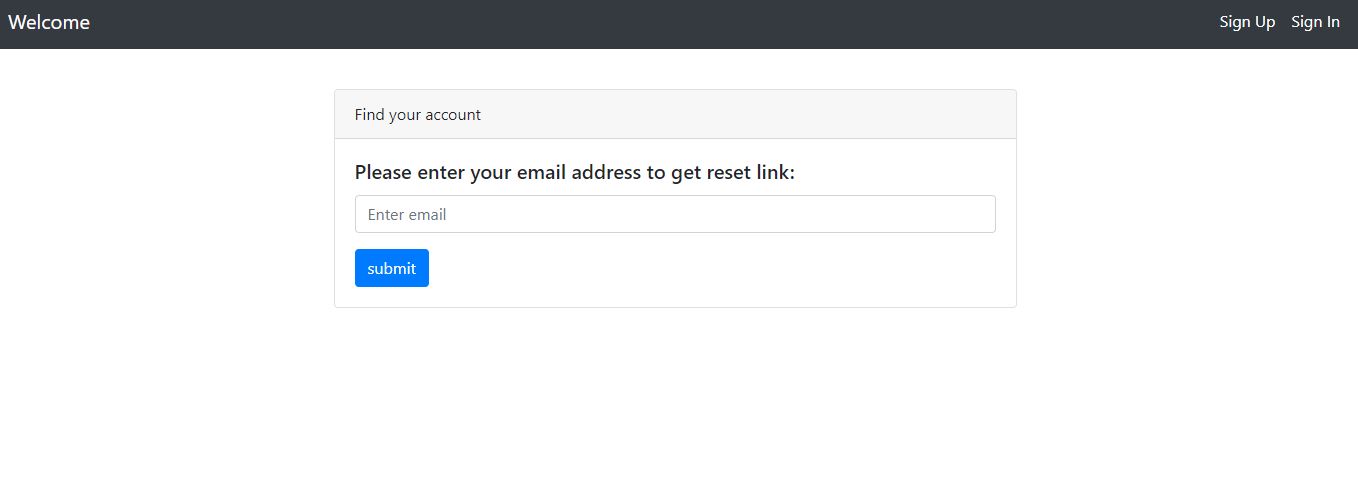 Welcome
Sign Up
Sign In
Find your account
Please enter your email address to get reset link:
Enter email
submit